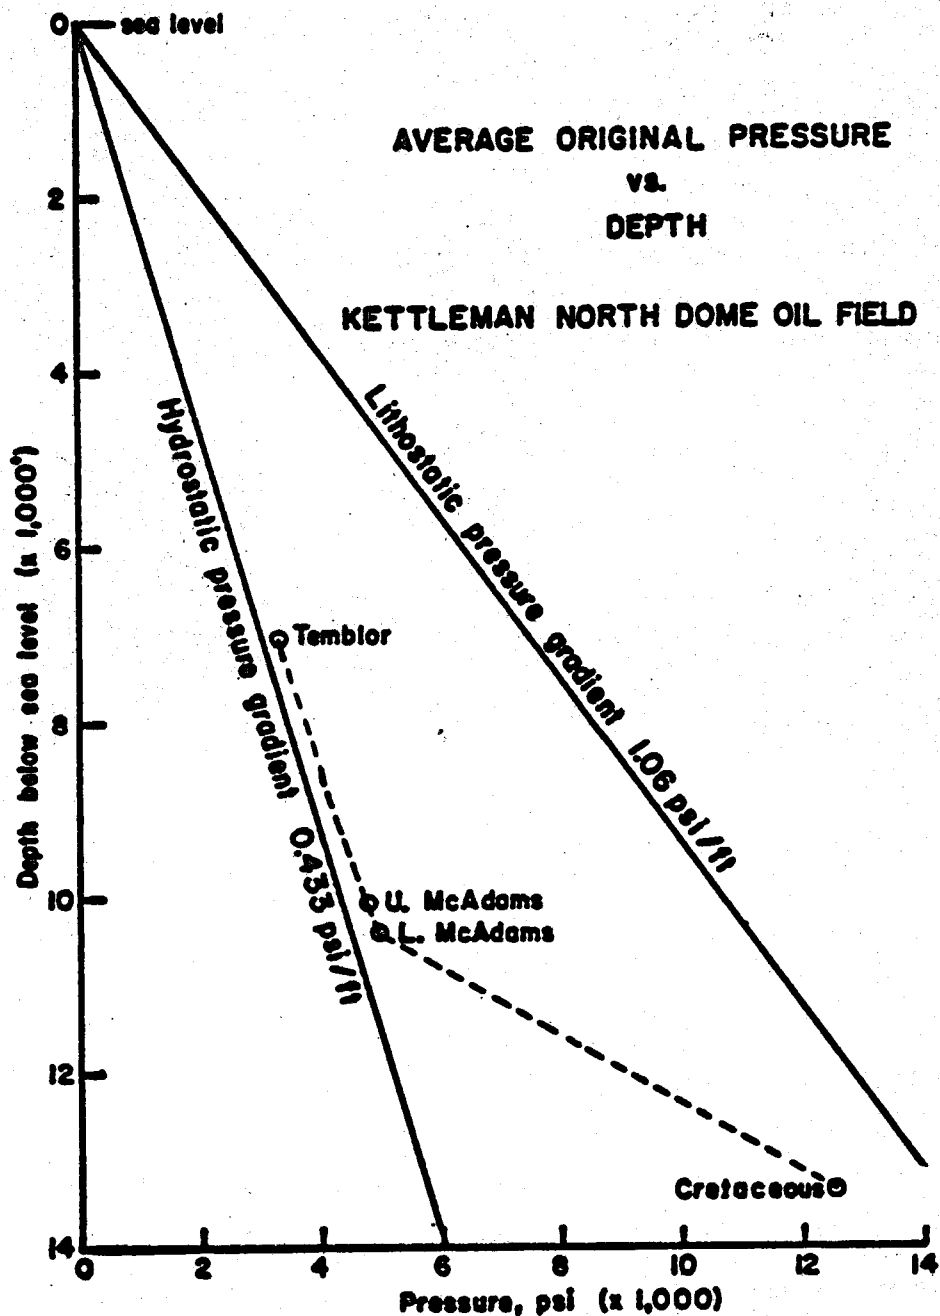 0 sea level
AVERAGE ORIGINAL PRESSURE
vs.
DEPTH
KETTLEMAN NORTH DOME OIL FIELD
2
4
6
8
10
12
14
Depth below sea level (x 1,000')
Hydrostatic pressure gradient 0.433 psi/ft
Lithostatic pressure gradient 1.06 psi/ft
Temblor
U. McAdams
L. McAdams
Cretaceous
0 2 4 6 8 10 12 14
Pressure, psi (x 1,000)